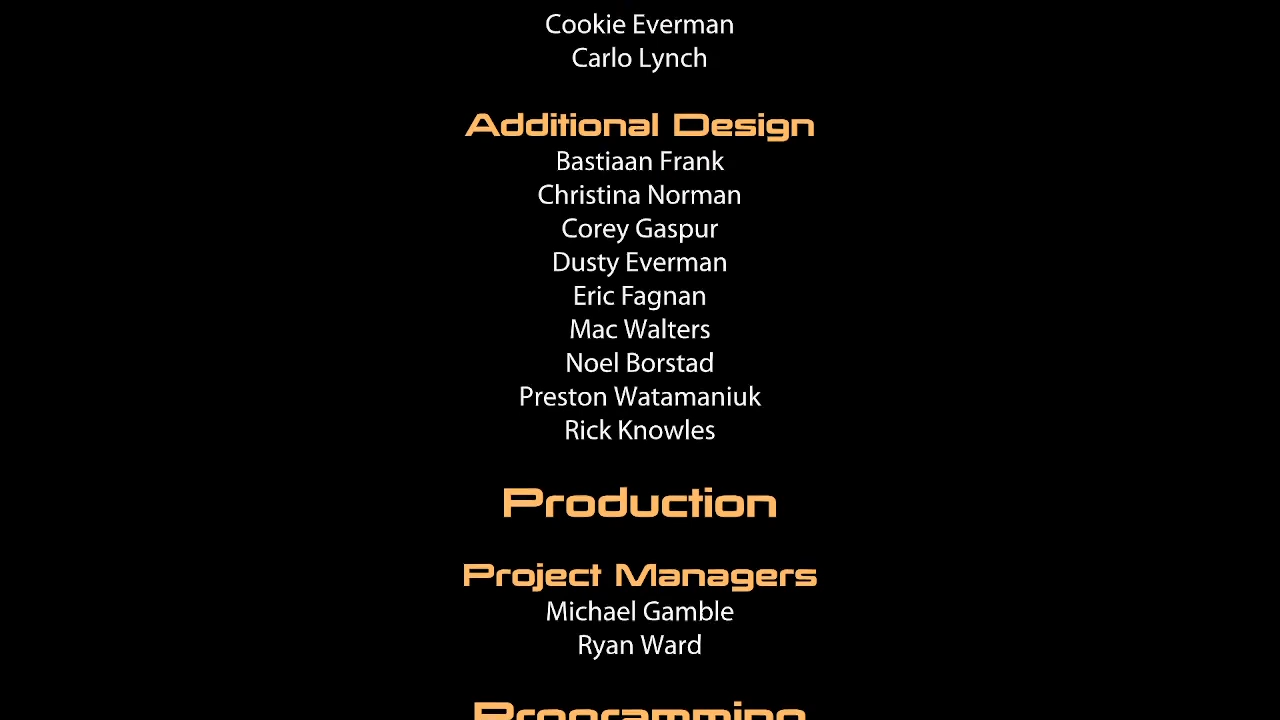 Cookie Everman
Carlo Lynch
Additional Design
Bastiaan Frank
Christina Norman
Corey Gaspur
Dusty Everman
Eric Fagnan
Mac Walters
Noel Borstad
Preston Watamaniuk
Rick Knowles
Production
Project Managers
Michael Gamble
Ryan Ward
Programming